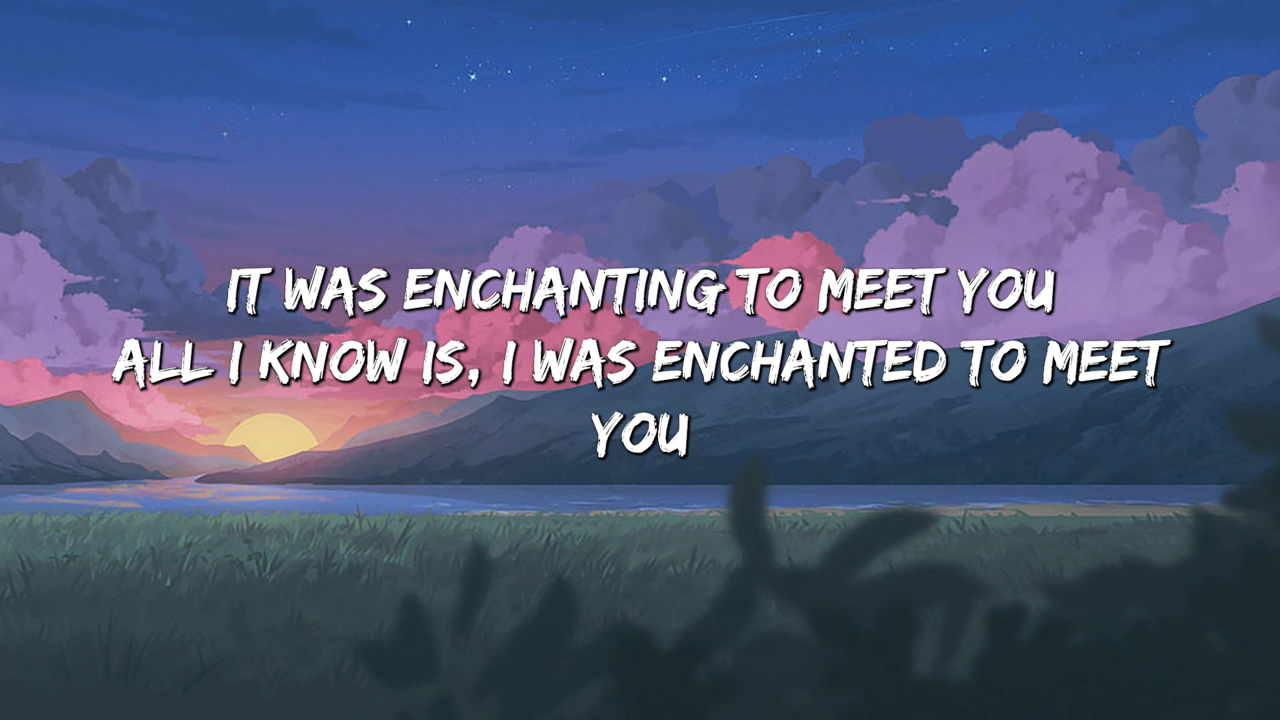 IT WAS ENCHANTING TO MEET YOU
ALL I KNOW IS, I WAS ENCHANTED TO MEET
YOU